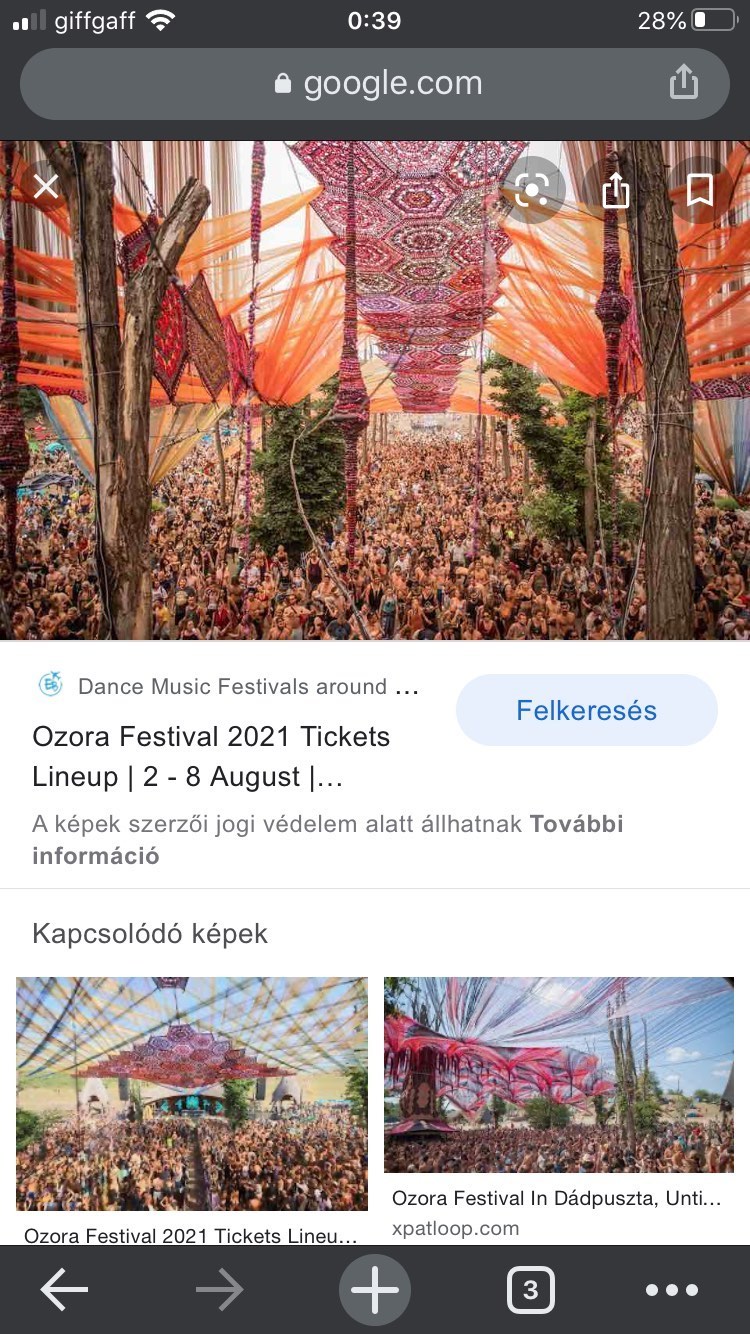 giffgaff 0:39 28%
google.com
Dance Music Festivals around ...
Felkeresés
Ozora Festival 2021 Tickets
Lineup | 2 - 8 August |...
A képek szerzői jogi védelem alatt állhatnak További
információ
Kapcsolódó képek
Ozora Festival 2021 Tickets Lineu...
Ozora Festival In Dádpuszta, Unti...
xpatloop.com
3